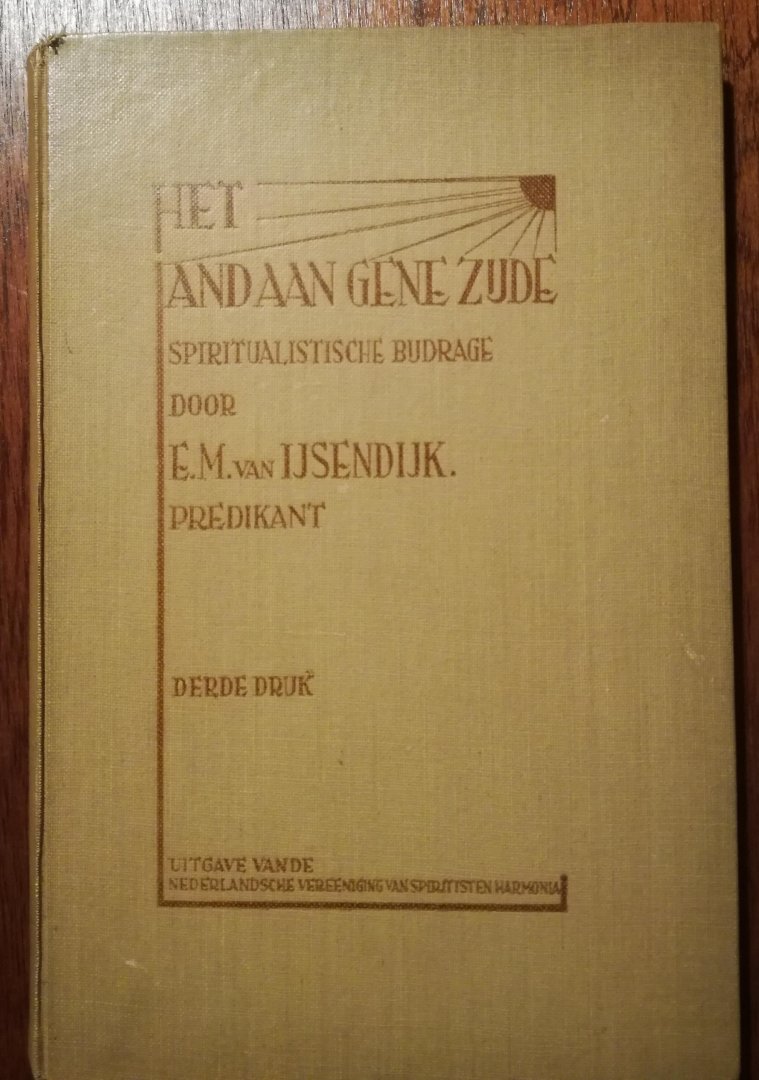 HET
LAND AAN GENE ZIJDE
SPIRITUALISTISCHE BIJDRAGE
DOOR
E.M. VAN IJSENDIJK.
PREDIKANT
DERDE DRUK
UITGAVE VAN DE
NEDERLANDSCHE VEREENIGING VAN SPIRITISTEN HARMONIA